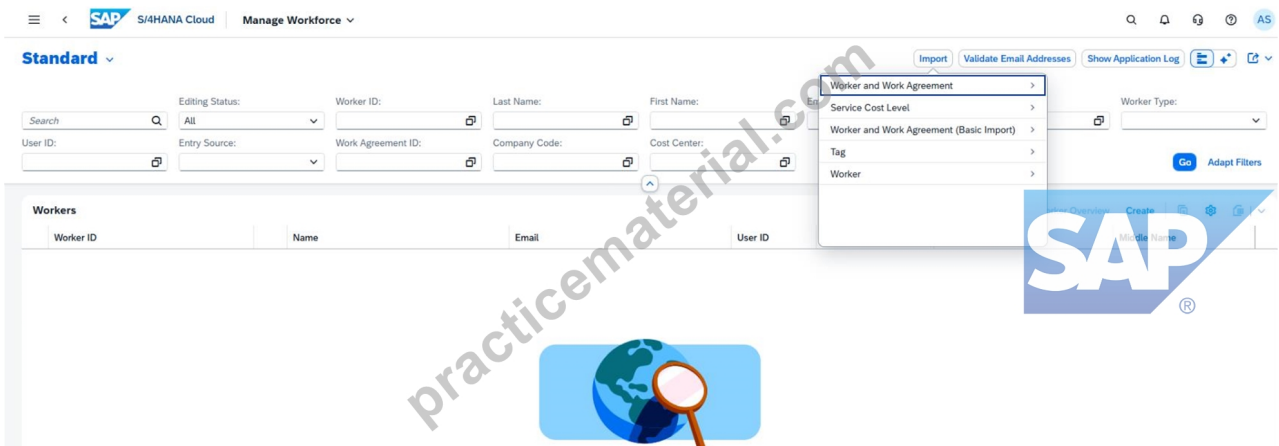 SAP S/4HANA Cloud Manage Workforce AS
Standard
Import Validate Email Addresses Show Application Log
Worker and Work Agreement
Service Cost Level
Worker and Work Agreement (Basic Import)
Tag
Worker
Editing Status: Worker ID: Last Name: First Name: Worker Type:
Search All
User ID: Entry Source: Work Agreement ID: Company Code: Cost Center:
Go Adapt Filters
Workers
Overview Create
Worker ID Name Email User ID Middle Name
SAP ®
practicematerial.com